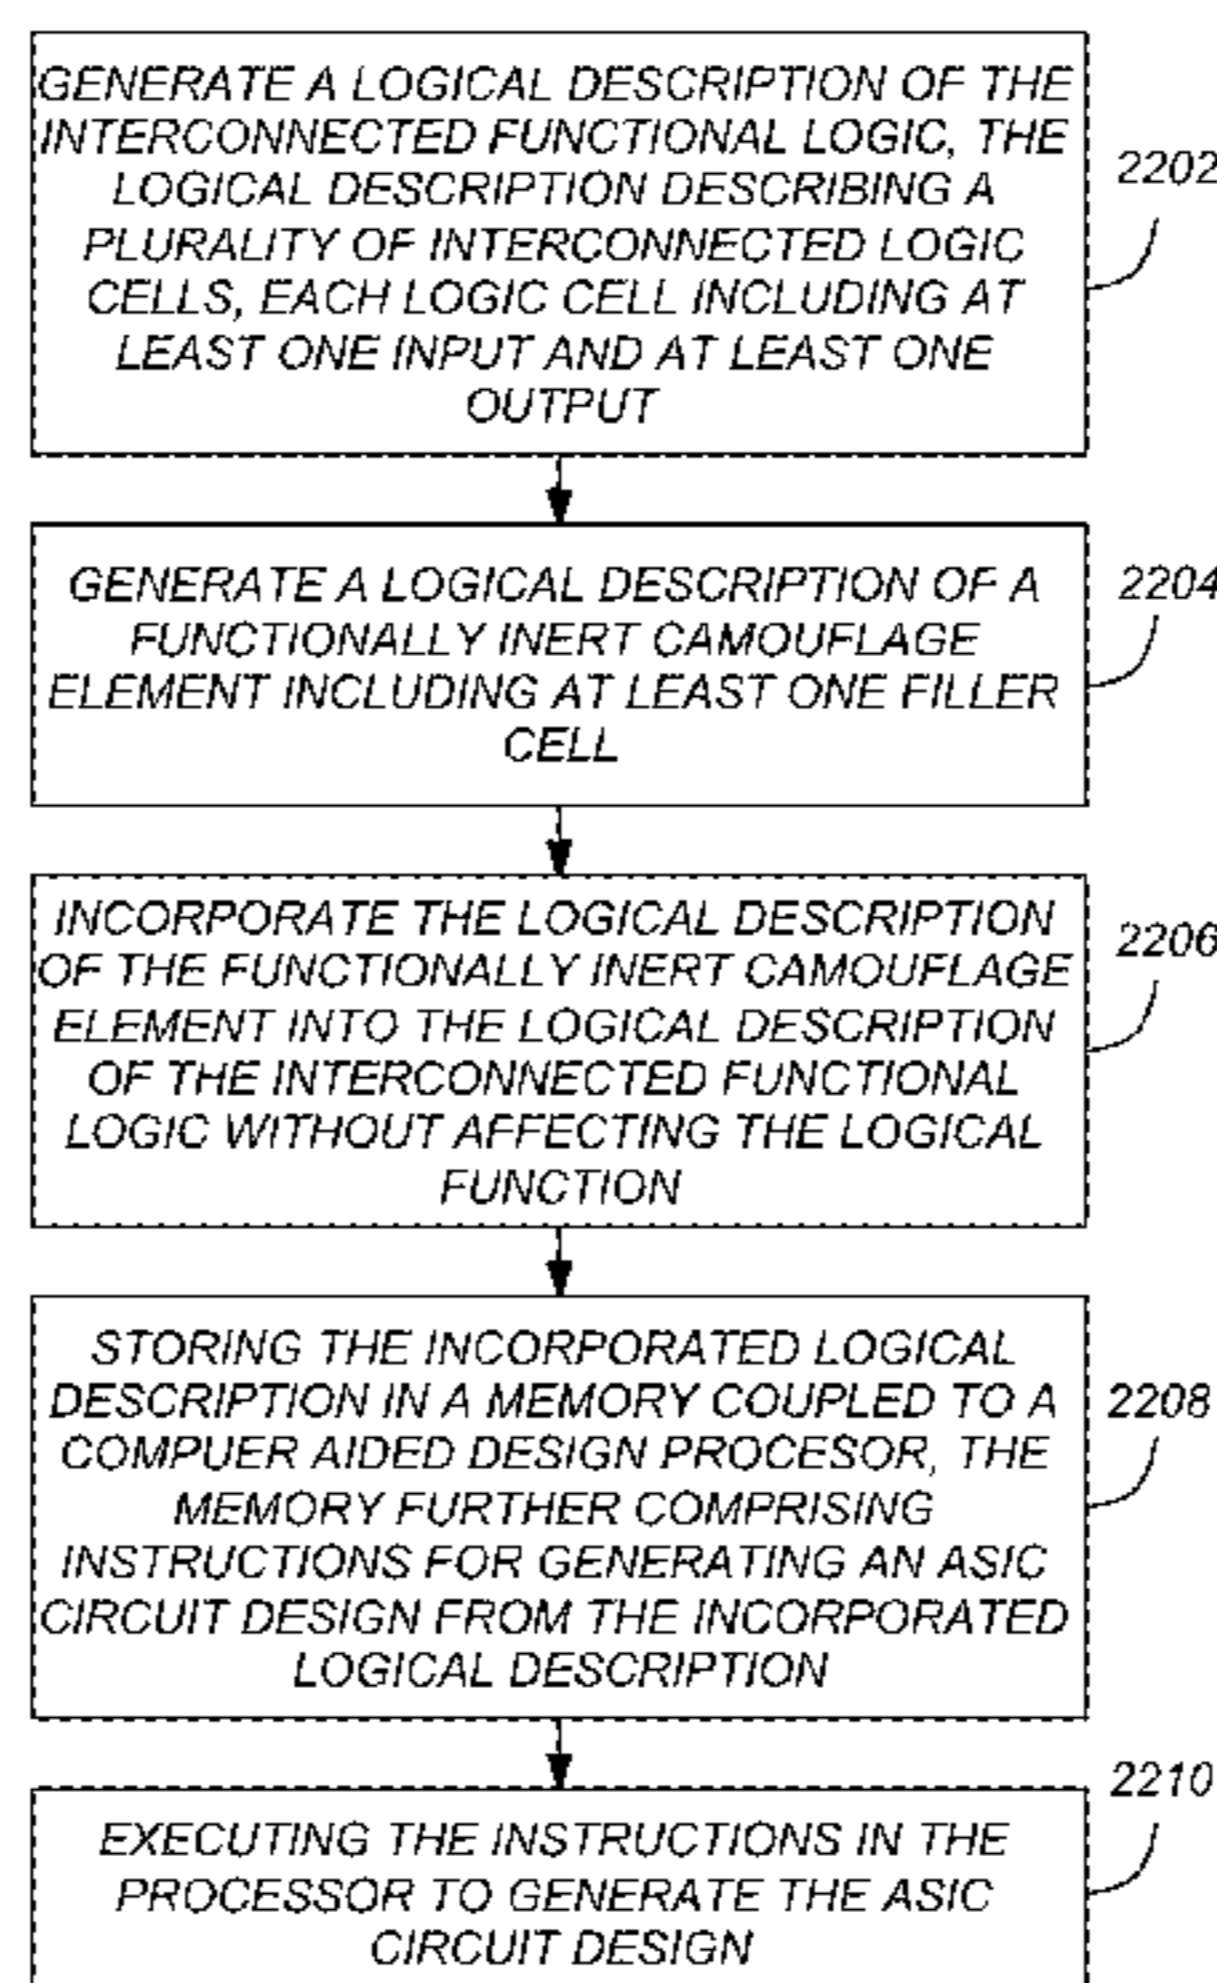 GENERATE A LOGICAL DESCRIPTION OF THE
INTERCONNECTED FUNCTIONAL LOGIC, THE
LOGICAL DESCRIPTION DESCRIBING A
PLURALITY OF INTERCONNECTED LOGIC
CELLS, EACH LOGIC CELL INCLUDING AT
LEAST ONE INPUT AND AT LEAST ONE
OUTPUT
2202
GENERATE A LOGICAL DESCRIPTION OF A
FUNCTIONALLY INERT CAMOUFLAGE
ELEMENT INCLUDING AT LEAST ONE FILLER
CELL
2204
INCORPORATE THE LOGICAL DESCRIPTION
OF THE FUNCTIONALLY INERT CAMOUFLAGE
ELEMENT INTO THE LOGICAL DESCRIPTION
OF THE INTERCONNECTED FUNCTIONAL
LOGIC WITHOUT AFFECTING THE LOGICAL
FUNCTION
2206
STORING THE INCORPORATED LOGICAL
DESCRIPTION IN A MEMORY COUPLED TO A
COMPUER AIDED DESIGN PROCESOR, THE
MEMORY FURTHER COMPRISING
INSTRUCTIONS FOR GENERATING AN ASIC
CIRCUIT DESIGN FROM THE INCORPORATED
LOGICAL DESCRIPTION
2208
EXECUTING THE INSTRUCTIONS IN THE
PROCESSOR TO GENERATE THE ASIC
CIRCUIT DESIGN
2210